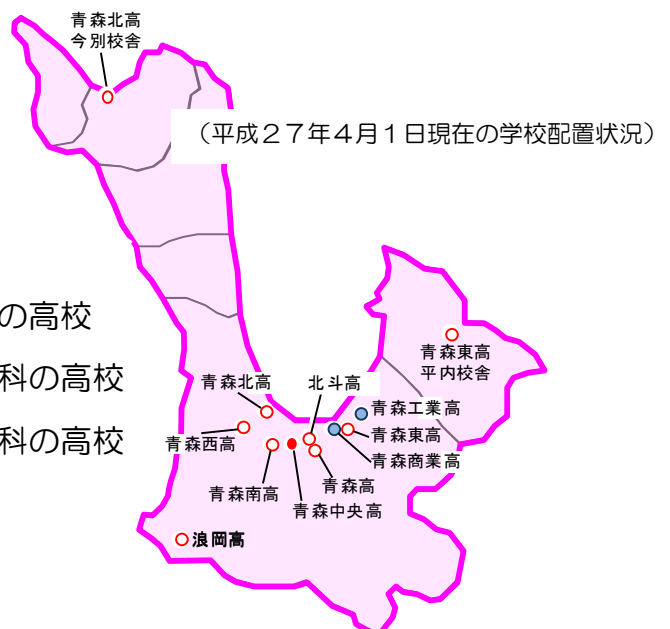 青森北高
今別校舎
（平成２７年４月１日現在の学校配置状況）
の高校
科の高校
科の高校
青森東高
平内校舎
青森北高
北斗高
青森工業高
青森西高
青森東高
青森商業高
青森南高
青森高
青森中央高
浪岡高